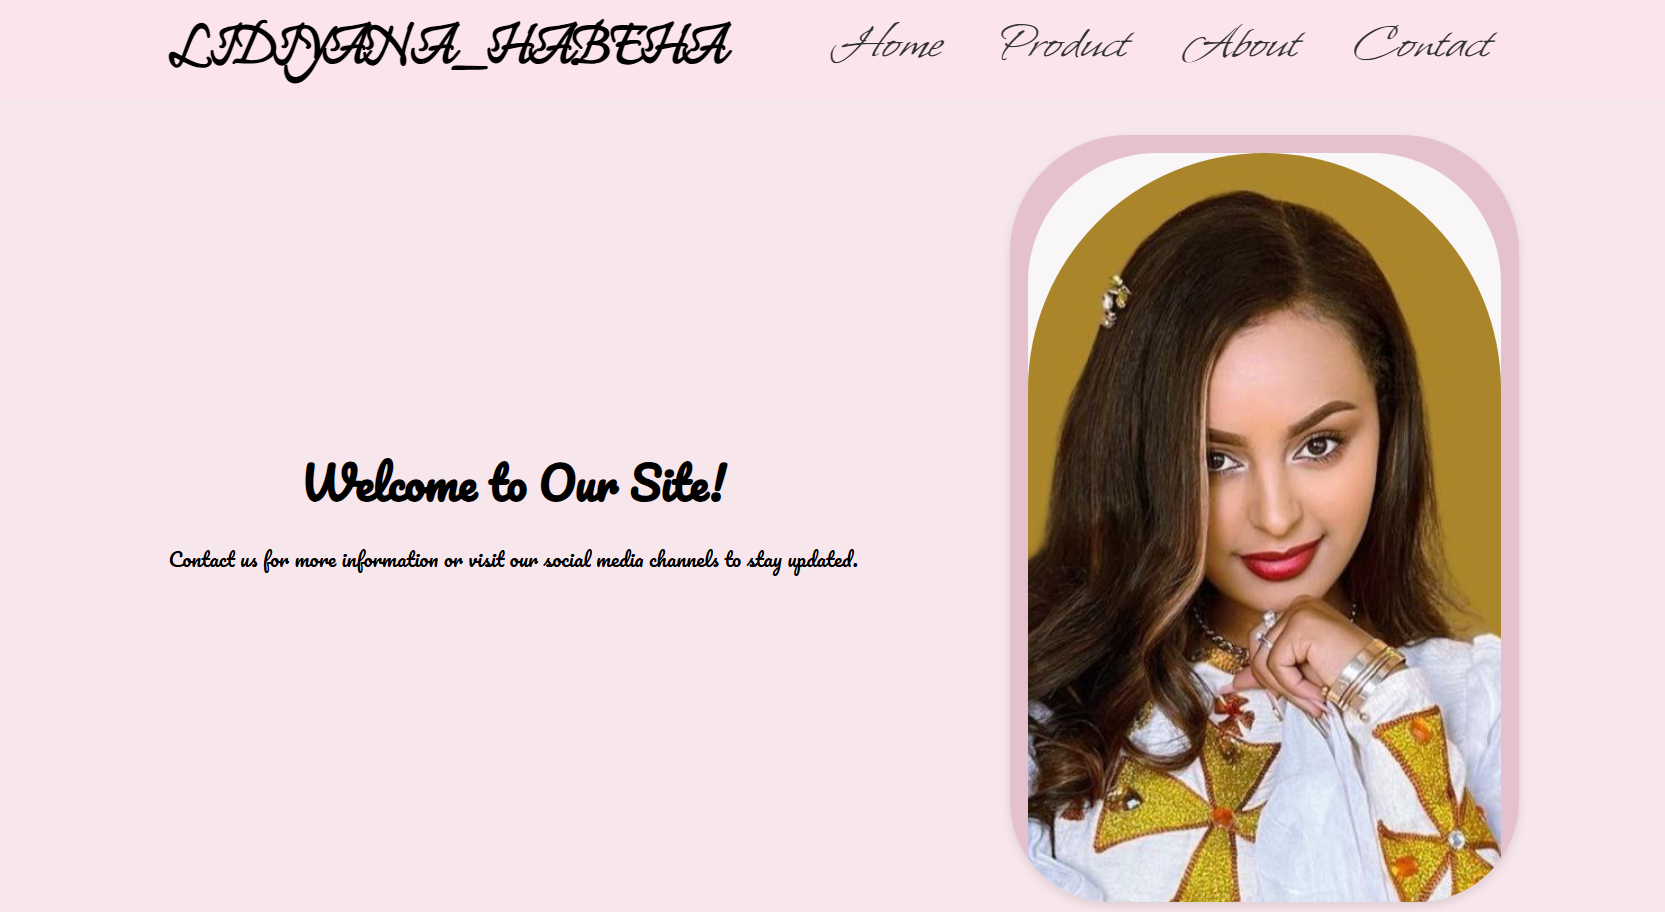 LIDIYANA_HABEHA
Home Product About Contact
Welcome to Our Site!
Contact us for more information or visit our social media channels to stay updated.